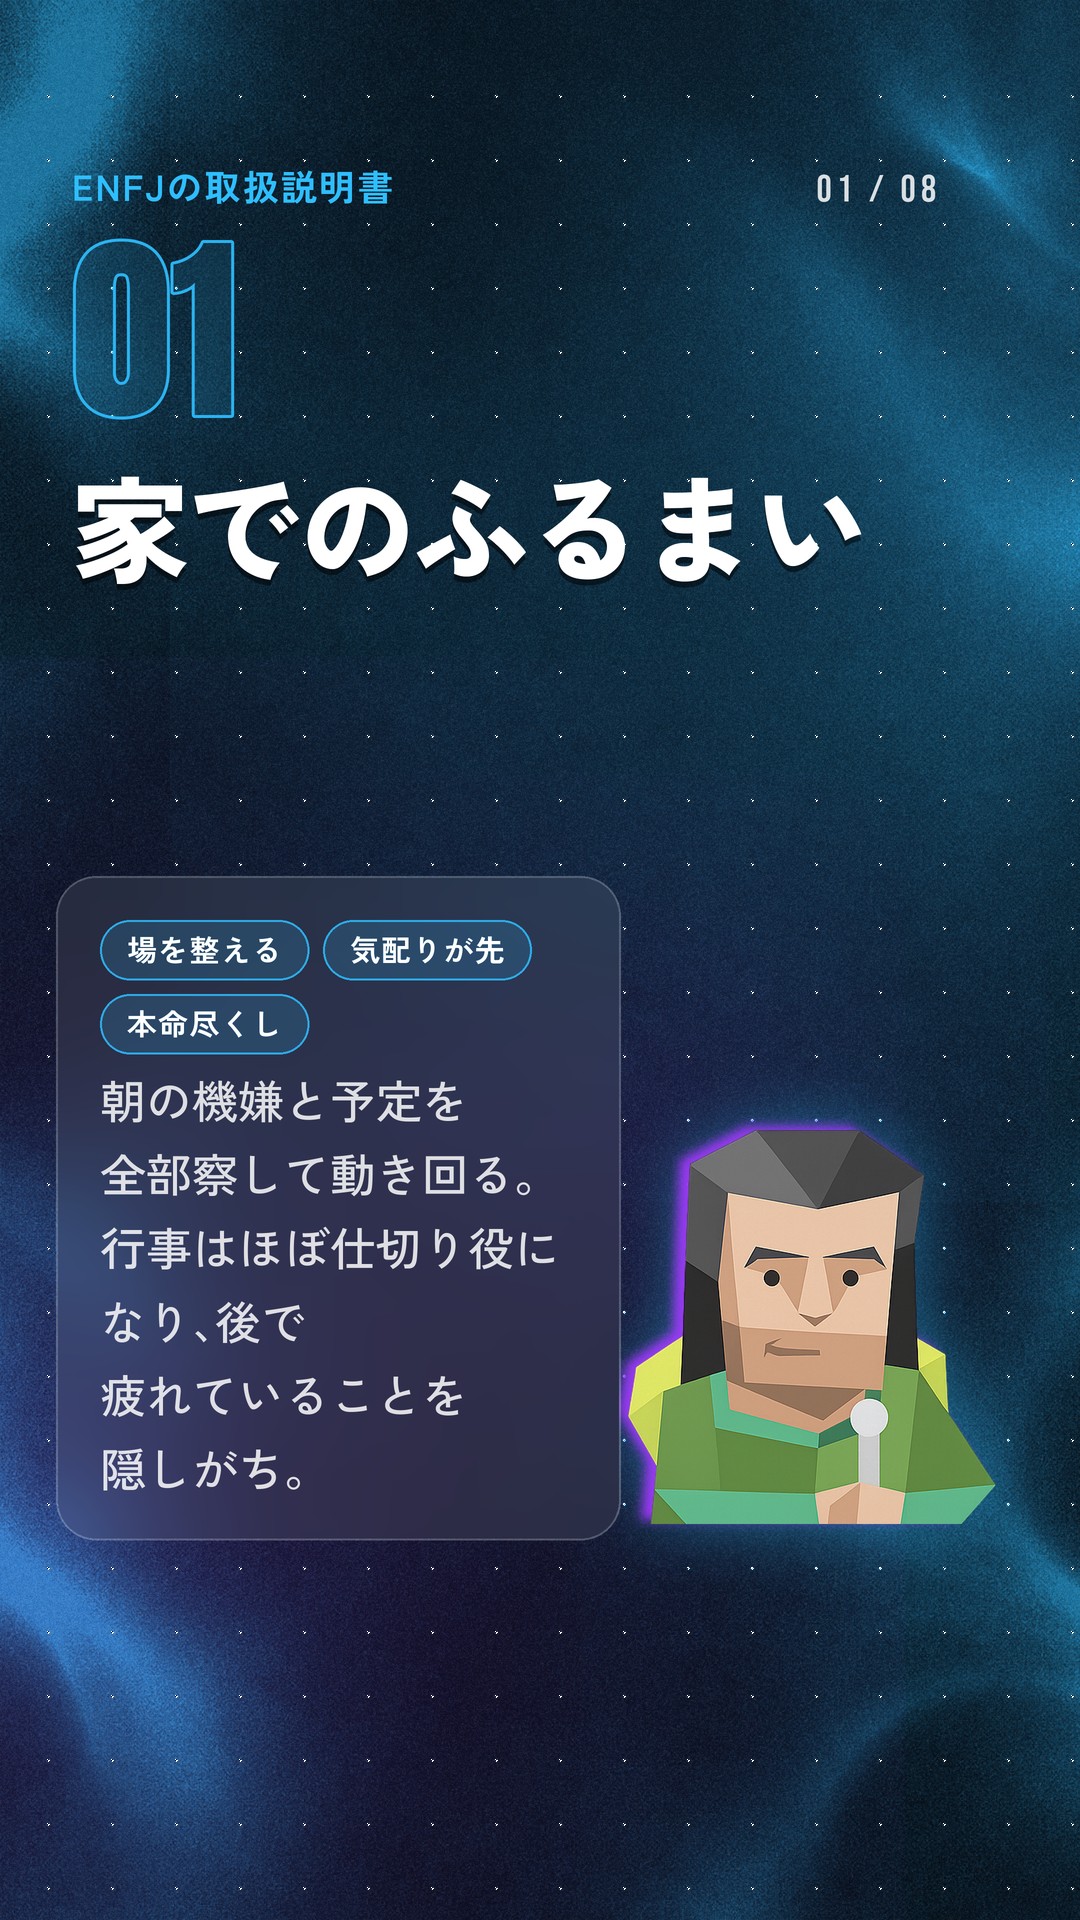 ENFJの取扱説明書
01 / 08
01
家でのふるまい
場を整える
気配りが先
本命尽くし
朝の機嫌と予定を
全部察して動き回る。
行事はほぼ仕切り役に
なり、後で
疲れていることを
隠しがち。